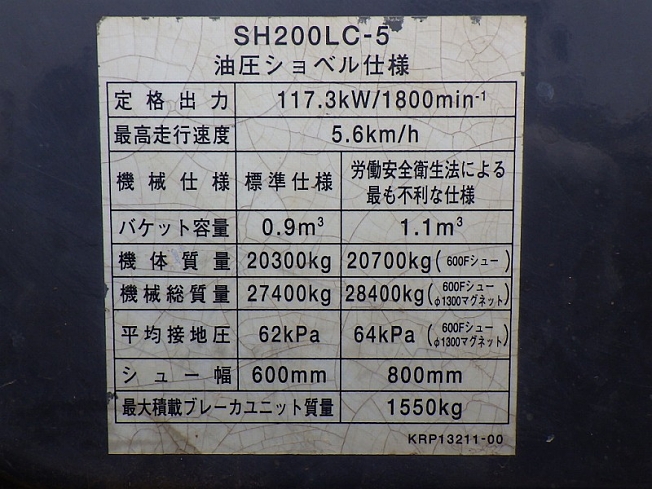 SH200LC-5
油圧ショベル仕様
定格出力 117.3kW/1800min⁻¹
最高走行速度 5.6km/h
機械仕様 標準仕様 労働安全衛生法による
最も不利な仕様
バケット容量 0.9m³ 1.1m³
機体質量 20300kg 20700kg(600Fシュー)
機械総質量 27400kg 28400kg(600Fシュー
φ1300マグネット)
平均接地圧 62kPa 64kPa(600Fシュー
φ1300マグネット)
シュー幅 600mm 800mm
最大積載ブレーカユニット質量 1550kg
KRP13211-00